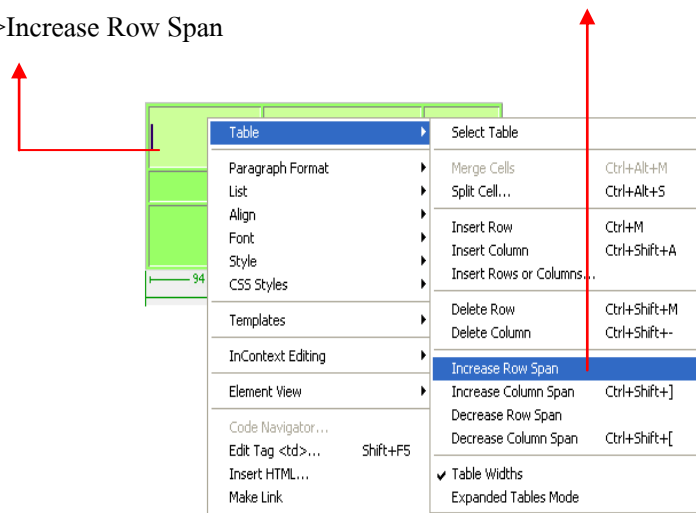 >Increase Row Span
Table
Paragraph Format
List
Align
Font
Style
CSS Styles
Templates
InContext Editing
Element View
Code Navigator...
Edit Tag <td>... Shift+F5
Insert HTML...
Make Link
94
Select Table
Merge Cells Ctrl+Alt+M
Split Cell... Ctrl+Alt+S
Insert Row Ctrl+M
Insert Column Ctrl+Shift+A
Insert Rows or Columns...
Delete Row Ctrl+Shift+M
Delete Column Ctrl+Shift+-
Increase Row Span
Increase Column Span Ctrl+Shift+]
Decrease Row Span
Decrease Column Span Ctrl+Shift+[
✓ Table Widths
Expanded Tables Mode